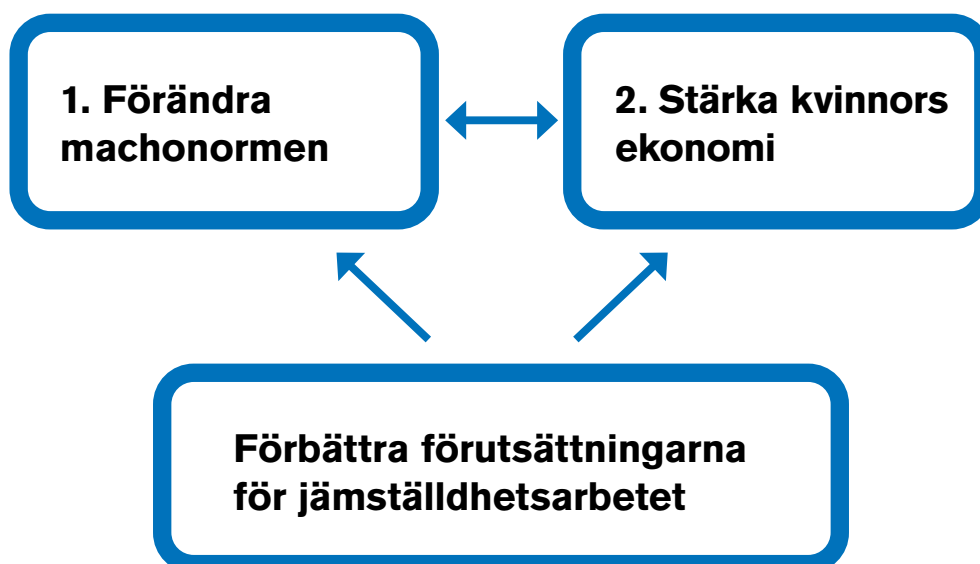 1. Förändra
machonormen
2. Stärka kvinnors
ekonomi
Förbättra förutsättningarna
för jämställdhetsarbetet